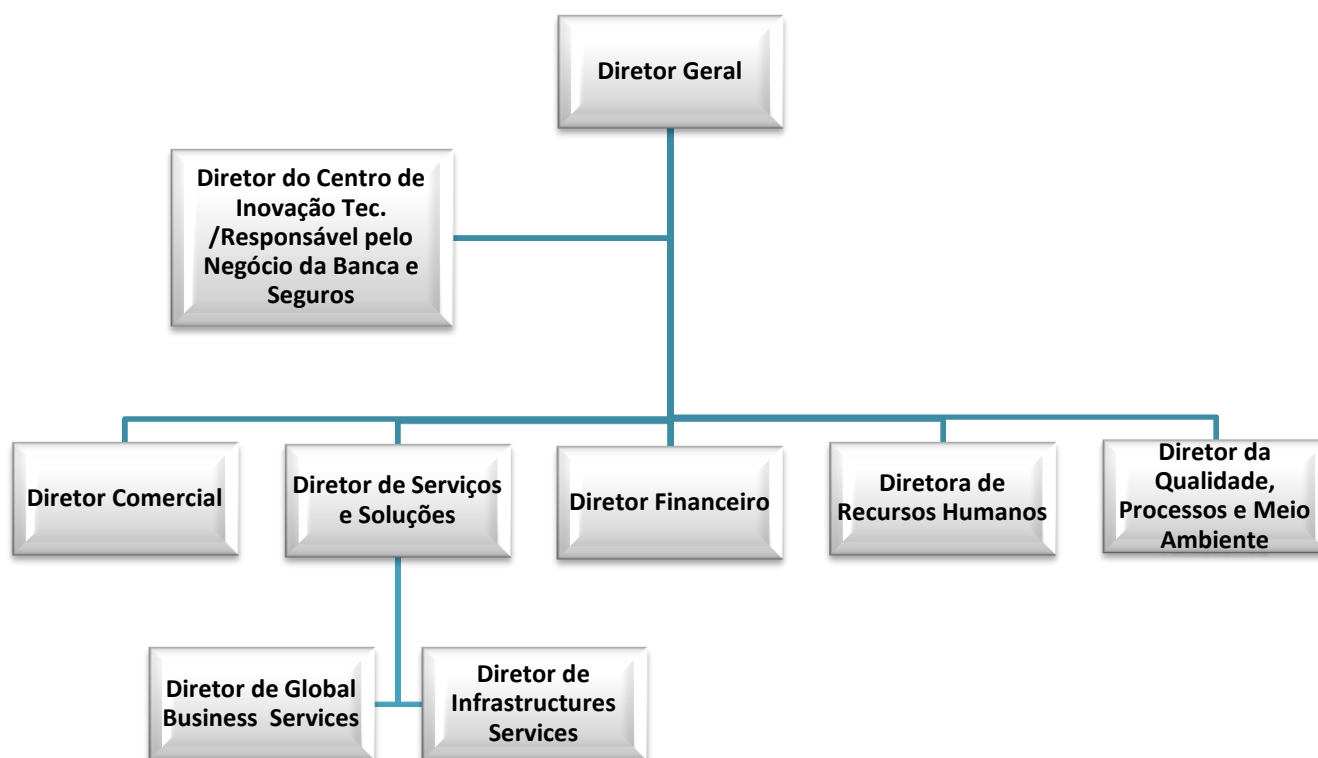 Diretor Geral
Diretor do Centro de
Inovação Tec.
/Responsável pelo
Negócio da Banca e
Seguros
Diretor Comercial
Diretor de Serviços
e Soluções
Diretor Financeiro
Diretora de
Recursos Humanos
Diretor da
Qualidade,
Processos e Meio
Ambiente
Diretor de Global
Business Services
Diretor de
Infrastructures
Services